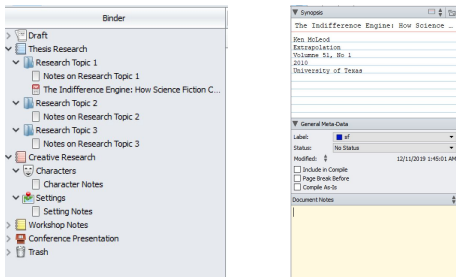 Binder
Draft
Thesis Research
Research Topic 1
Notes on Research Topic 1
The Indifference Engine: How Science Fiction C...
Research Topic 2
Notes on Research Topic 2
Research Topic 3
Notes on Research Topic 3
Creative Research
Characters
Character Notes
Settings
Setting Notes
Workshop Notes
Conference Presentation
Trash
Synopsis
The Indifference Engine: How Science …
Ken McLeod
Extrapolation
Volumne 51, No 1
2010
University of Texas
General Meta-Data
Label: sf
Status: No Status
Modified: 12/11/2019 1:45:01 AM
Include in Compile
Page Break Before
Compile As-Is
Document Notes